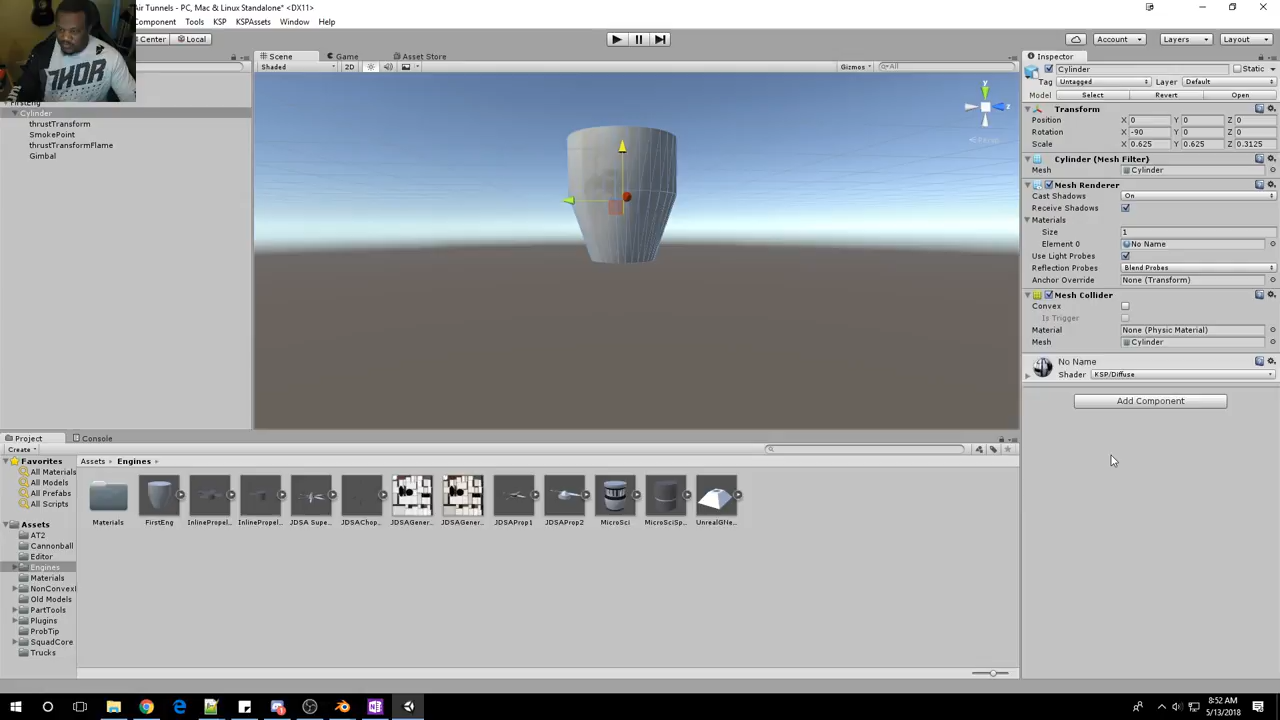 Air Tunnels - PC, Mac & Linux Standalone* <DX11>
Component Tools KSP KSPAssets Window Help
Center Local Account Layers Layout
Scene Game Asset Store Inspector
Shaded 2D Gizmos All
Cylinder Static
Tag Untagged Layer Default
Model Select Revert Open
Transform
Position X 0 Y 0 Z 0
Rotation X -90 Y 0 Z 0
Scale X 0.625 Y 0.625 Z 0.3125
Cylinder (Mesh Filter)
Mesh Cylinder
Mesh Renderer
Cast Shadows On
Receive Shadows
Materials
Size 1
Element 0 No Name
Use Light Probes
Reflection Probes Blend Probes
Anchor Override None (Transform)
Mesh Collider
Convex
Is Trigger
Material None (Physic Material)
Mesh Cylinder
No Name
Shader KSP/Diffuse
Add Component
FirstEng
Cylinder
thrustTransform
SmokePoint
thrustTransformFlame
Gimbal
y
z
Project Console
Create
Favorites
All Materials
All Models
All Prefabs
All Scripts
Assets
AT2
Cannonball
Editor
Engines
Materials
NonConvexI
Old Models
PartTools
Plugins
ProbTip
SquadCore
Trucks
Assets Engines
Materials FirstEng InlinePropel... InlinePropel... JDSA Supe... JDSAChop... JDSAGener... JDSAGener... JDSAProp1 JDSAProp2 MicroSci MicroSciSp... UnrealGNe...
THOR
8:52 AM
5/13/2018